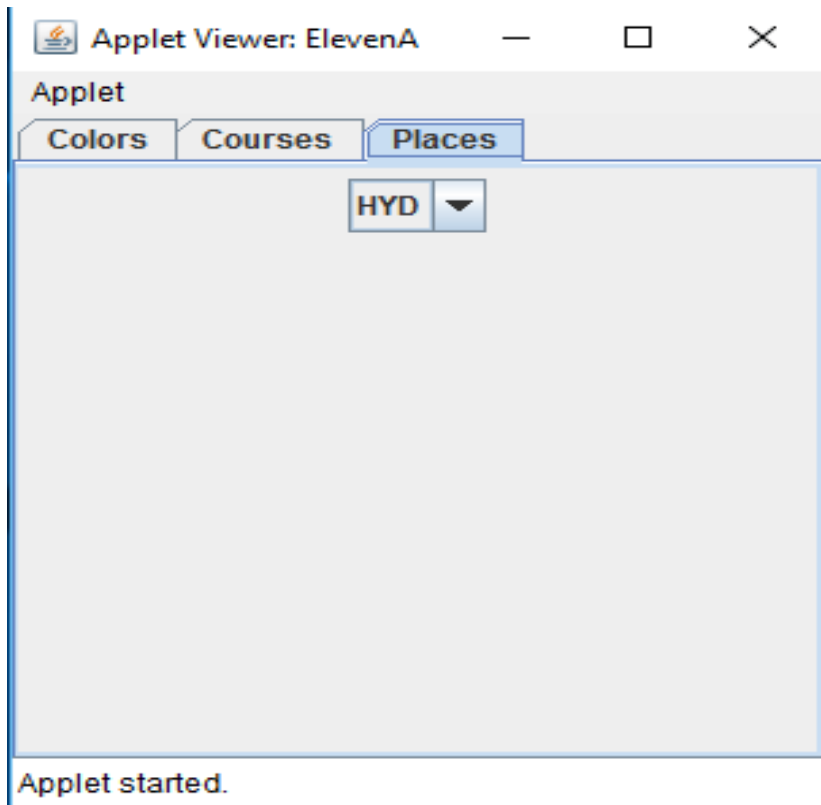 Applet Viewer: ElevenA
Applet
Colors Courses Places
HYD
Applet started.